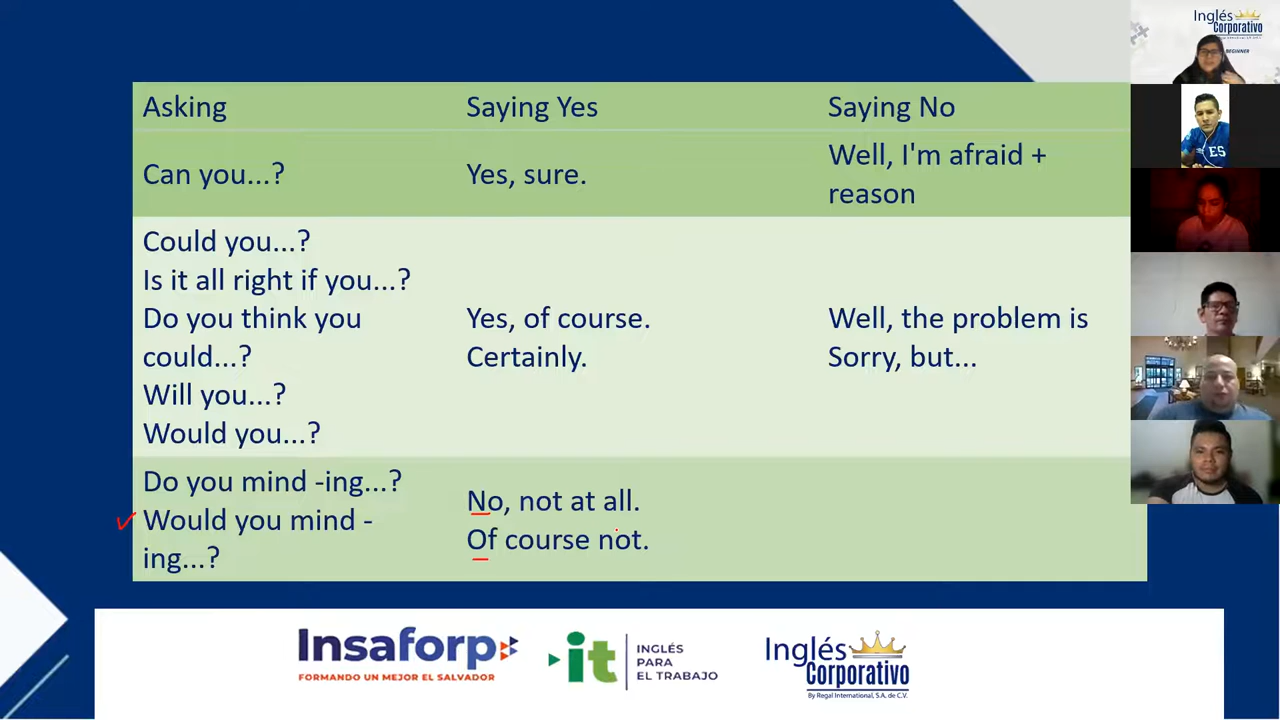 Asking
Saying Yes
Saying No
Can you...?
Yes, sure.
Well, I'm afraid +
reason
Could you...?
Is it all right if you...?
Do you think you
could...?
Will you...?
Would you...?
Yes, of course.
Certainly.
Well, the problem is
Sorry, but...
Do you mind -ing...?
Would you mind -
ing...?
No, not at all.
Of course not.
Insaforp
FORMANDO UN MEJOR EL SALVADOR
it
INGLÉS
PARA
EL TRABAJO
Inglés
Corporativo
By Regal International, S.A. de C.V.
Inglés
Corporativo
BEGINNER
ES